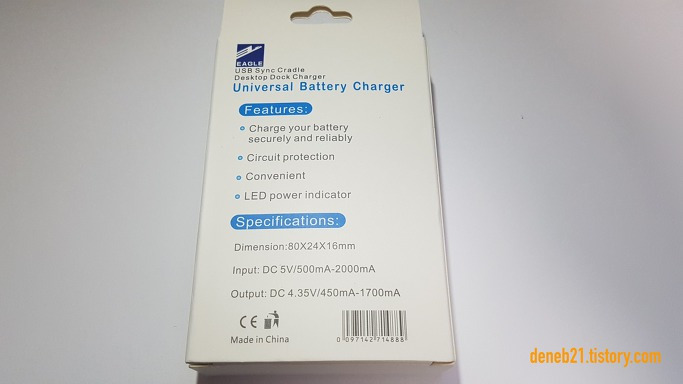 EAGLE
USB Sync Cradle
Desktop Dock Charger
Universal Battery Charger
Features:
Charge your battery
securely and reliably
Circuit protection
Convenient
LED power indicator
Specifications:
Dimension:80X24X16mm
Input: DC 5V/500mA-2000mA
Output: DC 4.35V/450mA-1700mA
CE
Made in China
0 097142 714888
deneb21.tistory.com